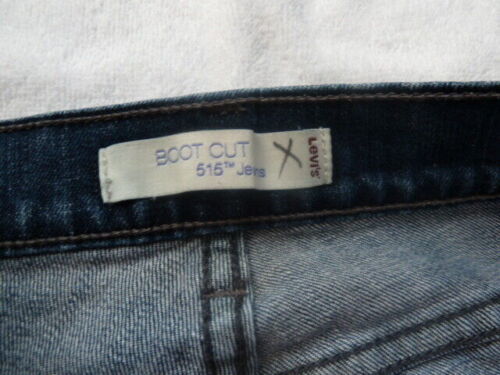 BOOT CUT
515™ Jeans
X
Levi's